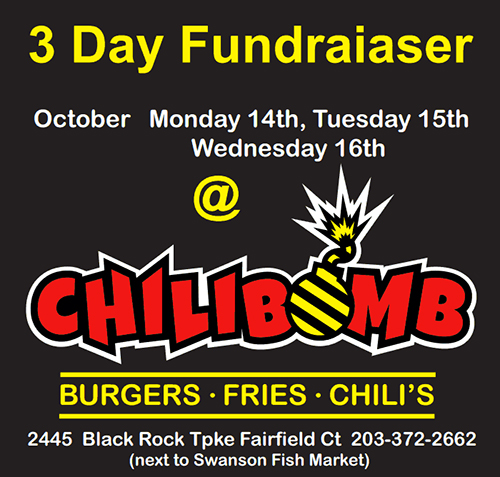 3 Day Fundraiaser
October Monday 14th, Tuesday 15th
Wednesday 16th
@
CHILIBOMB
BURGERS · FRIES · CHILI'S
2445 Black Rock Tpke Fairfield Ct 203-372-2662
(next to Swanson Fish Market)